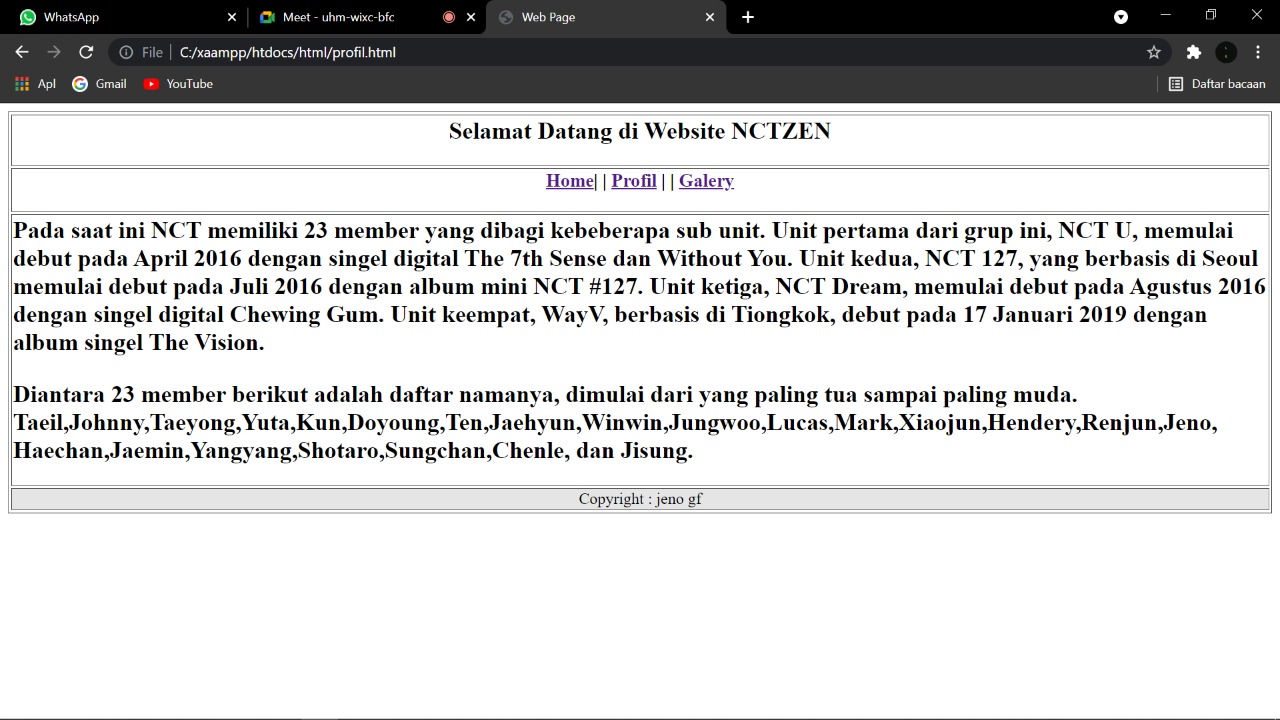 WhatsApp
Meet - uhm-wixc-bfc
Web Page
File
C:/xaampp/htdocs/html/profil.html
Apl
Gmail
YouTube
Daftar bacaan
Selamat Datang di Website NCTZEN
Home| | Profil | | Galery
Pada saat ini NCT memiliki 23 member yang dibagi kebeberapa sub unit. Unit pertama dari grup ini, NCT U, memulai
debut pada April 2016 dengan singel digital The 7th Sense dan Without You. Unit kedua, NCT 127, yang berbasis di Seoul
memulai debut pada Juli 2016 dengan album mini NCT #127. Unit ketiga, NCT Dream, memulai debut pada Agustus 2016
dengan singel digital Chewing Gum. Unit keempat, WayV, berbasis di Tiongkok, debut pada 17 Januari 2019 dengan
album singel The Vision.
Diantara 23 member berikut adalah daftar namanya, dimulai dari yang paling tua sampai paling muda.
Taeil,Johnny,Taeyong,Yuta,Kun,Doyoung,Ten,Jaehyun,Winwin,Jungwoo,Lucas,Mark,Xiaojun,Hendery,Renjun,Jeno,
Haechan,Jaemin,Yangyang,Shotaro,Sungchan,Chenle, dan Jisung.
Copyright : jeno gf